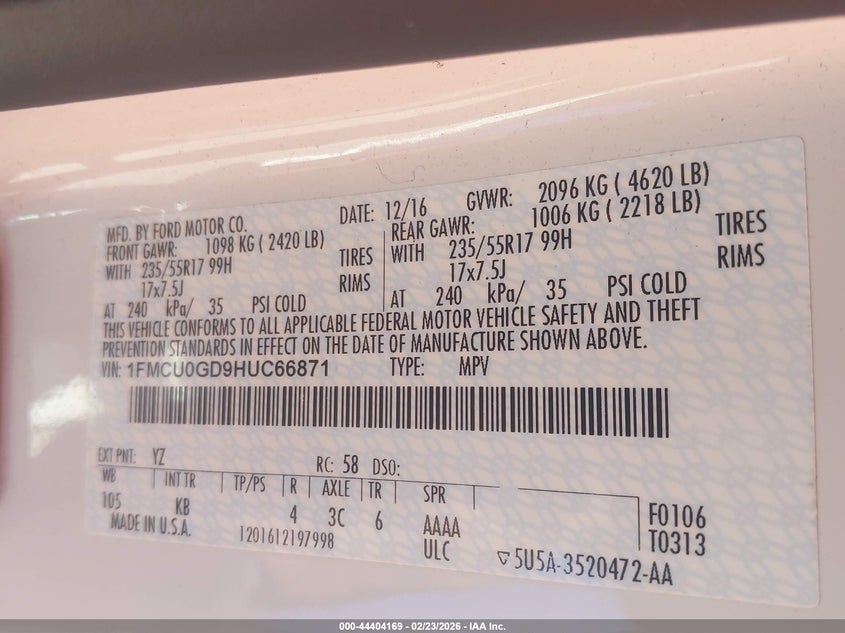 MFD. BY FORD MOTOR CO. DATE: 12/16 GVWR: 2096 KG ( 4620 LB)
FRONT GAWR: 1098 KG ( 2420 LB) REAR GAWR: 1006 KG ( 2218 LB)
WITH 235/55R17 99H TIRES WITH 235/55R17 99H TIRES
17x7.5J RIMS 17x7.5J RIMS
AT 240 kPa/ 35 PSI COLD AT 240 kPa/ 35 PSI COLD
THIS VEHICLE CONFORMS TO ALL APPLICABLE FEDERAL MOTOR VEHICLE SAFETY AND THEFT
PREVENTION STANDARDS IN EFFECT ON THE DATE OF MANUFACTURE SHOWN ABOVE.
VIN: 1FMCU0GD9HUC66871 TYPE: MPV
EXT PNT: YZ RC: 58 DSO:
WB INT TR TP/PS R AXLE TR SPR
105 KB 4 3C 6 AAAA F0106
MADE IN U.S.A. 1201612197998 ULC T0313
5U5A-3520472-AA
000-44404169 - 02/23/2026 - IAA Inc.